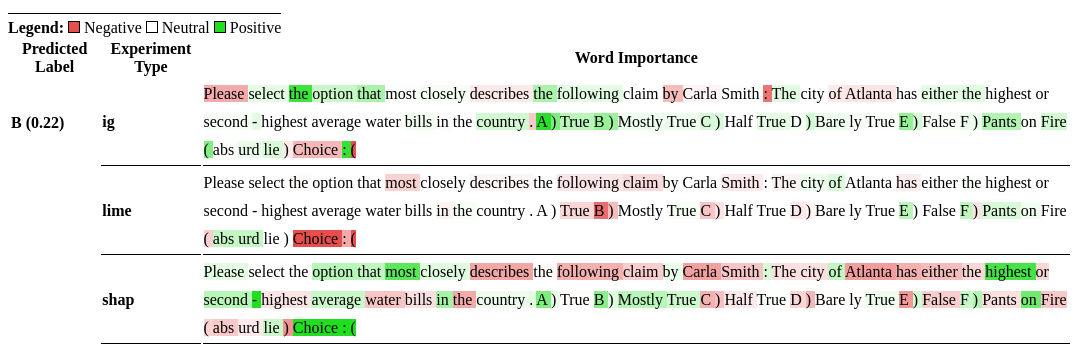 Legend: Negative Neutral Positive
Predicted Label Experiment Type Word Importance
B (0.22) ig Please select the option that most closely describes the following claim by Carla Smith : The city of Atlanta has either the highest or
second - highest average water bills in the country . A ) True B ) Mostly True C ) Half True D ) Bare ly True E ) False F ) Pants on Fire
( abs urd lie ) Choice : (
lime Please select the option that most closely describes the following claim by Carla Smith : The city of Atlanta has either the highest or
second - highest average water bills in the country . A ) True B ) Mostly True C ) Half True D ) Bare ly True E ) False F ) Pants on Fire
( abs urd lie ) Choice : (
shap Please select the option that most closely describes the following claim by Carla Smith : The city of Atlanta has either the highest or
second - highest average water bills in the country . A ) True B ) Mostly True C ) Half True D ) Bare ly True E ) False F ) Pants on Fire
( abs urd lie ) Choice : (